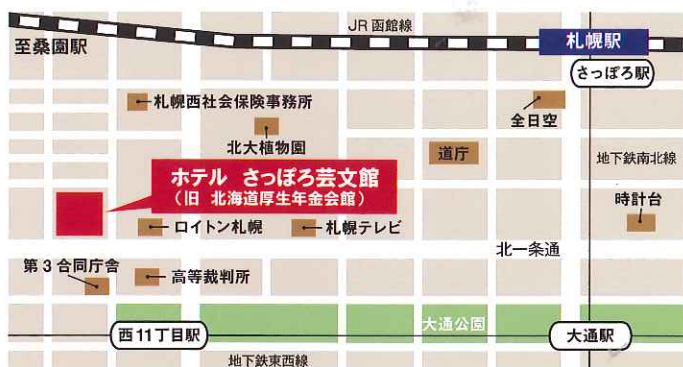 JR函館線
札幌駅
至桑園駅
さっぽろ駅
札幌西社会保険事務所
全日空
北大植物園
道庁
地下鉄南北線
ホテル さっぽろ芸文館
(旧 北海道厚生年金会館)
時計台
ロイトン札幌
札幌テレビ
北一条通
第3合同庁舎
高等裁判所
大通公園
西11丁目駅
大通駅
地下鉄東西線